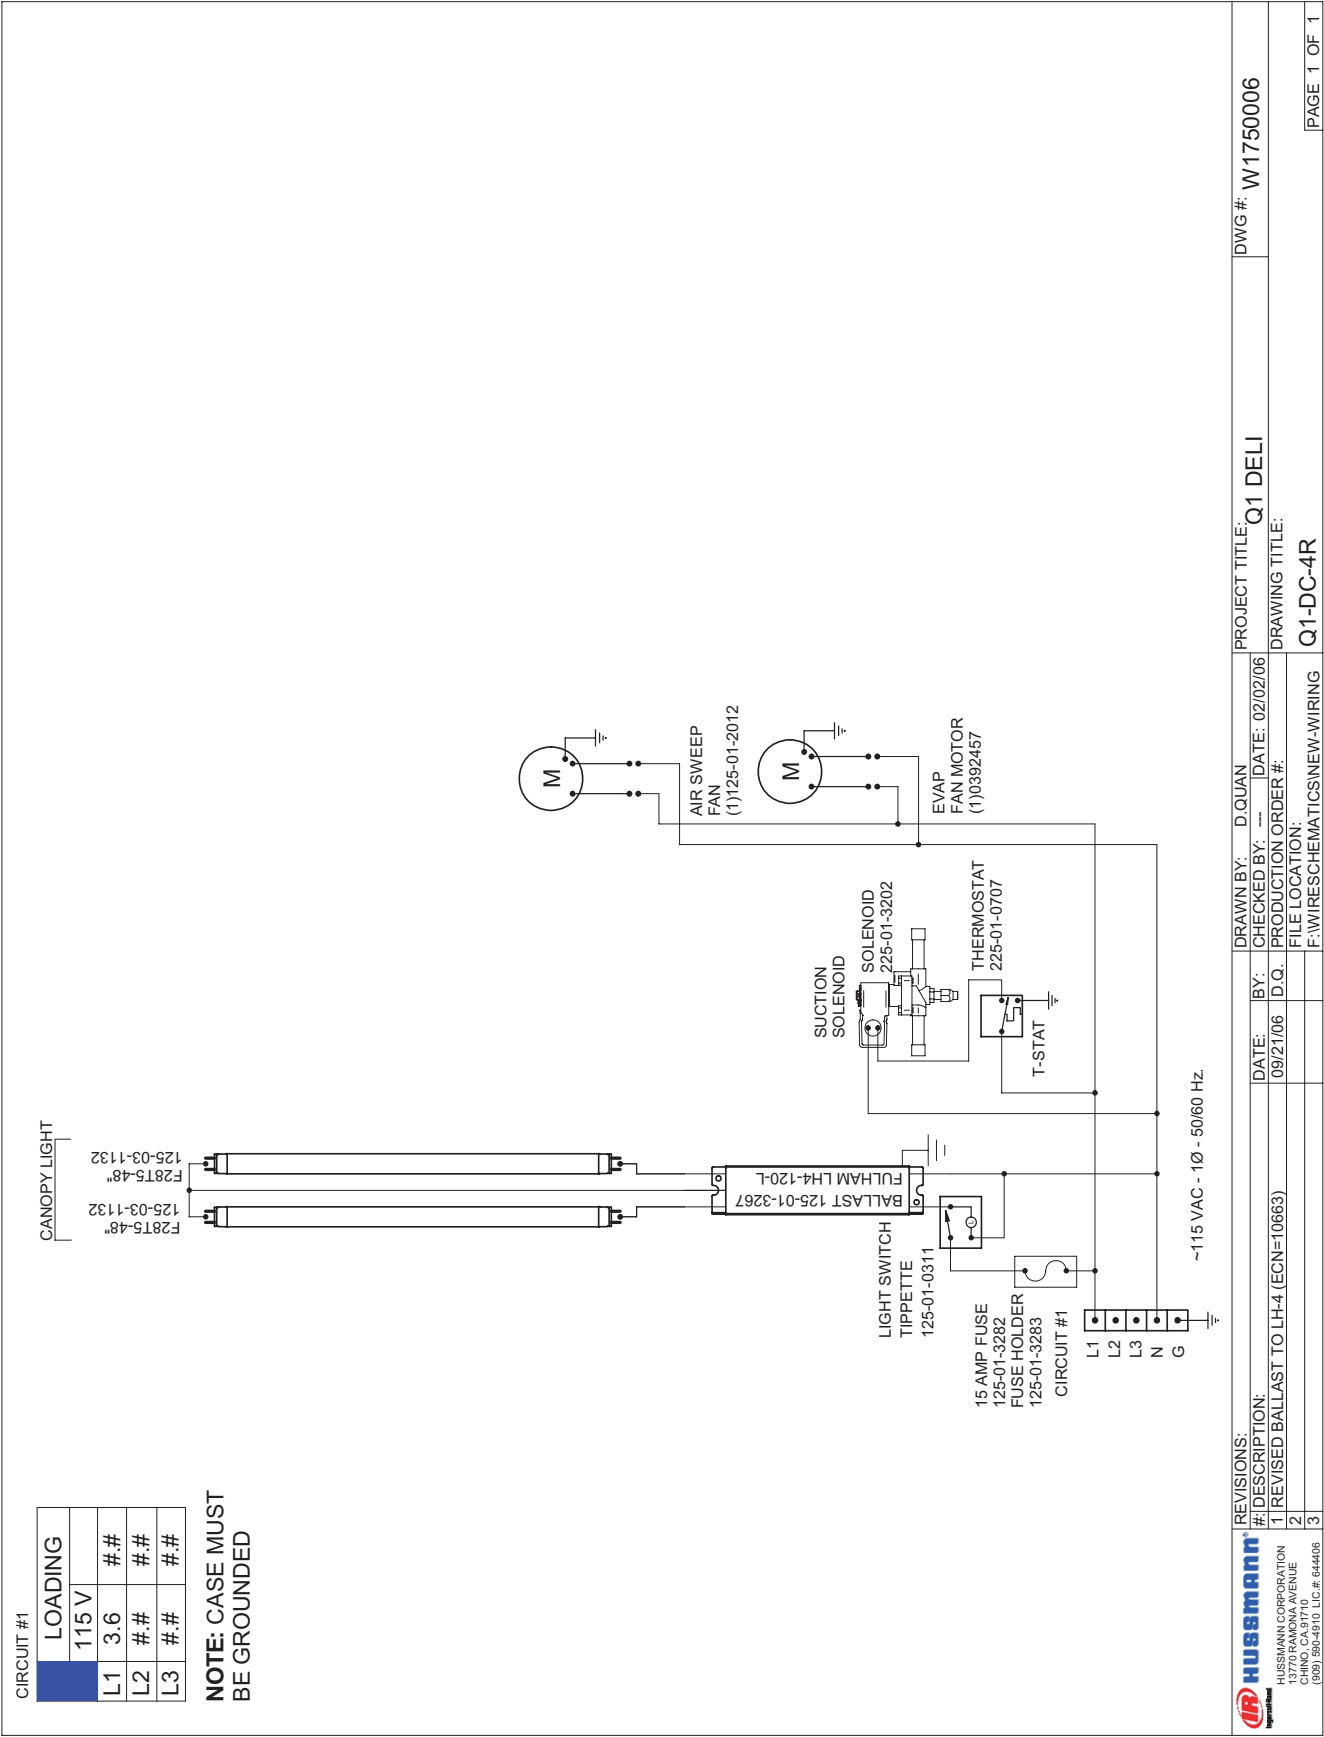 CIRCUIT #1
LOADING
115 V
L1 3.6 #.#
L2 #.# #.#
L3 #.# #.#
NOTE: CASE MUST
BE GROUNDED
CANOPY LIGHT
F28T5-48"
125-03-1132
F28T5-48"
125-03-1132
BALLAST 125-01-3267
FULHAM LH4-120-L
LIGHT SWITCH
TIPPETTE
125-01-0311
L
15 AMP FUSE
125-01-3282
FUSE HOLDER
125-01-3283
CIRCUIT #1
L1
L2
L3
N
G
~115 VAC - 1Ø - 50/60 Hz.
SUCTION
SOLENOID
SOLENOID
225-01-3202
THERMOSTAT
225-01-0707
T-STAT
M
AIR SWEEP
FAN
(1)125-01-2012
M
EVAP
FAN MOTOR
(1)0392457
IR HUSSMANN
Ingersoll Rand
HUSSMANN CORPORATION
13770 RAMONA AVENUE
CHINO, CA.91710
(909) 590-4910 LIC.#: 644406
REVISIONS:
#: DESCRIPTION: DATE: BY:
1 REVISED BALLAST TO LH-4 (ECN=10663) 09/21/06 D.Q.
2
3
DRAWN BY: D.QUAN
CHECKED BY: --- DATE: 02/02/06
PRODUCTION ORDER #:
FILE LOCATION:
F:\WIRESCHEMATICS\NEW-WIRING
PROJECT TITLE:
Q1 DELI
DRAWING TITLE:
Q1-DC-4R
DWG #: W1750006
PAGE 1 OF 1